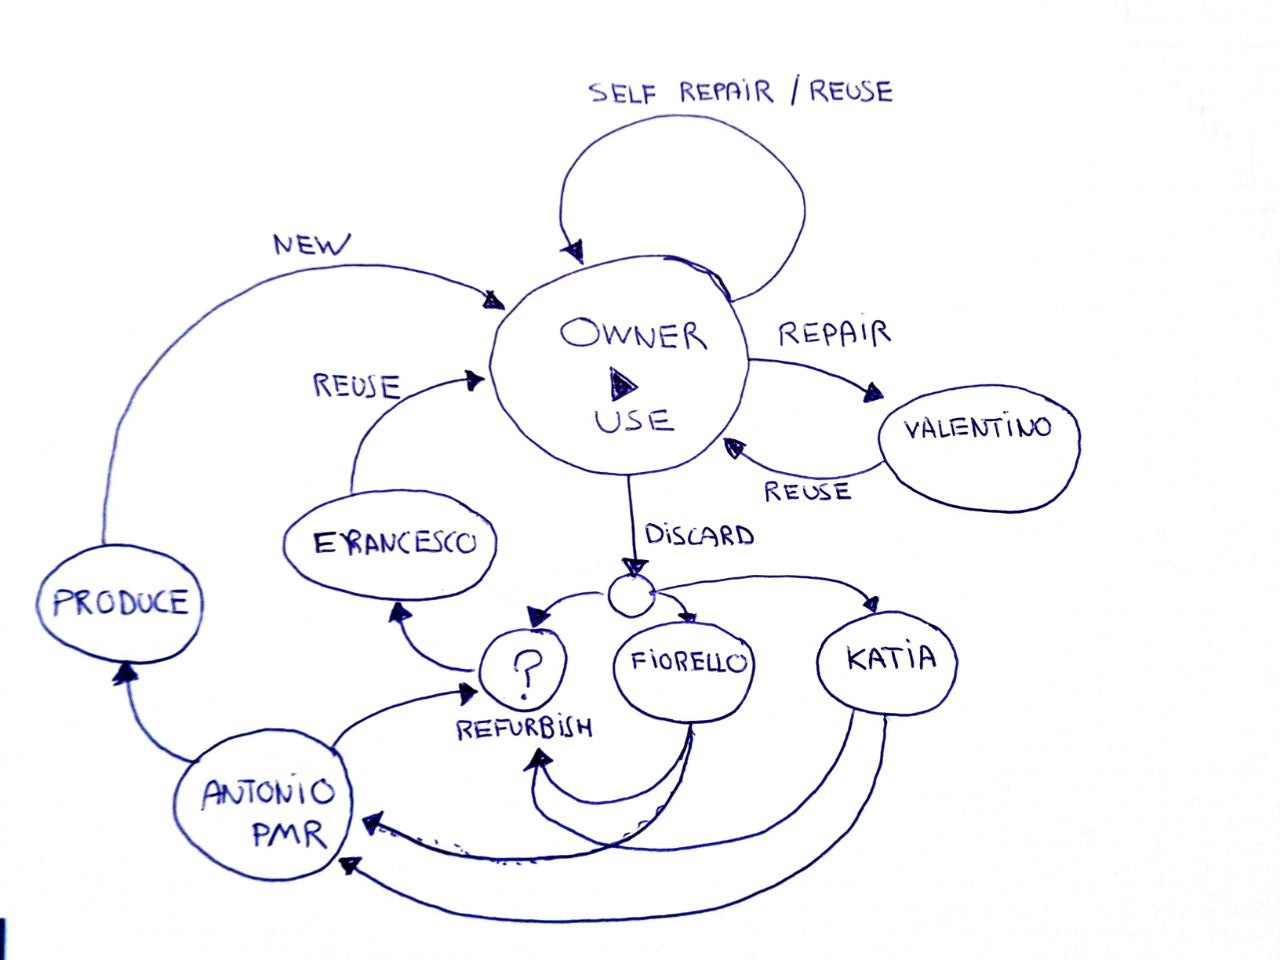 SELF REPAIR / REUSE
NEW
OWNER
USE
REPAIR
REUSE
VALENTINO
REUSE
DISCARD
FRANCESCO
PRODUCE
?
REFURBISH
FIORELLO
KATIA
ANTONIO
PMR